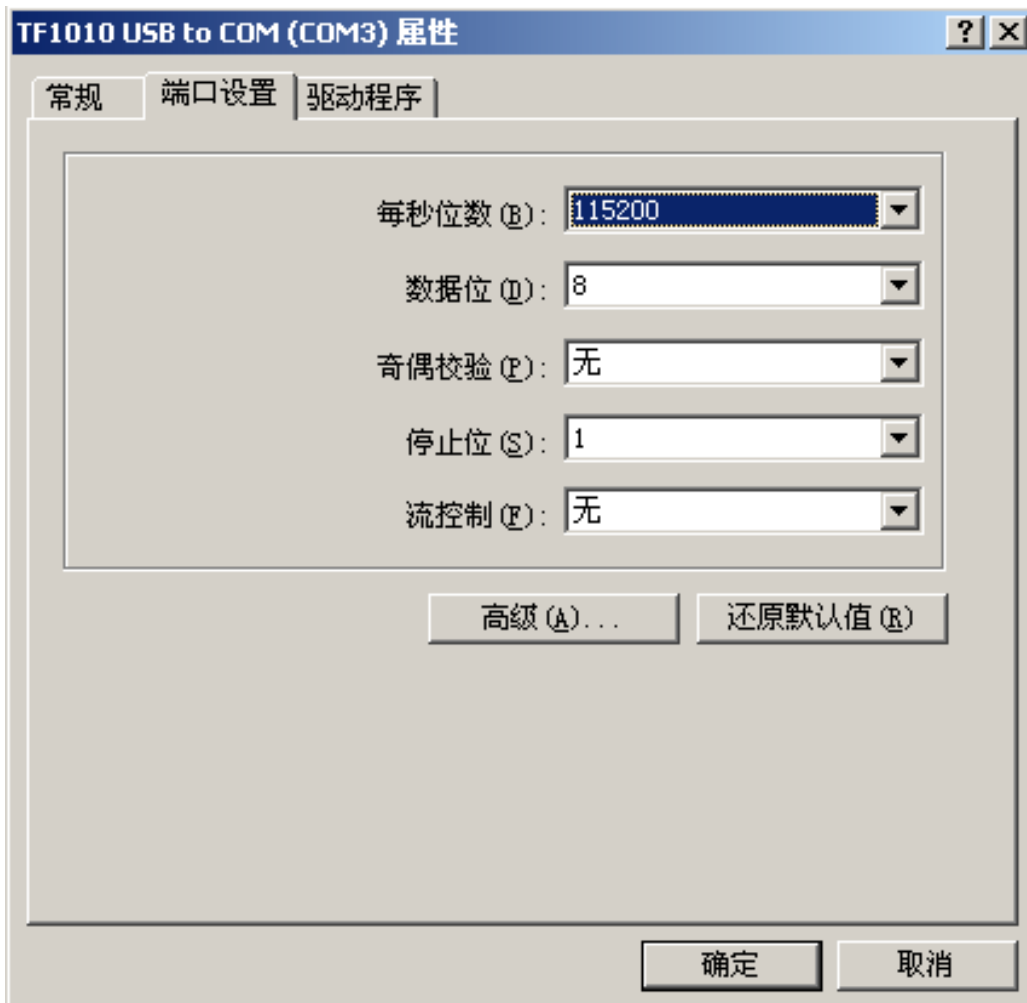 TF1010 USB to COM (COM3) 属性
常规 端口设置 驱动程序
每秒位数(B): 115200
数据位(D): 8
奇偶校验(P): 无
停止位(S): 1
流控制(F): 无
高级(A)... 还原默认值(R)
确定 取消